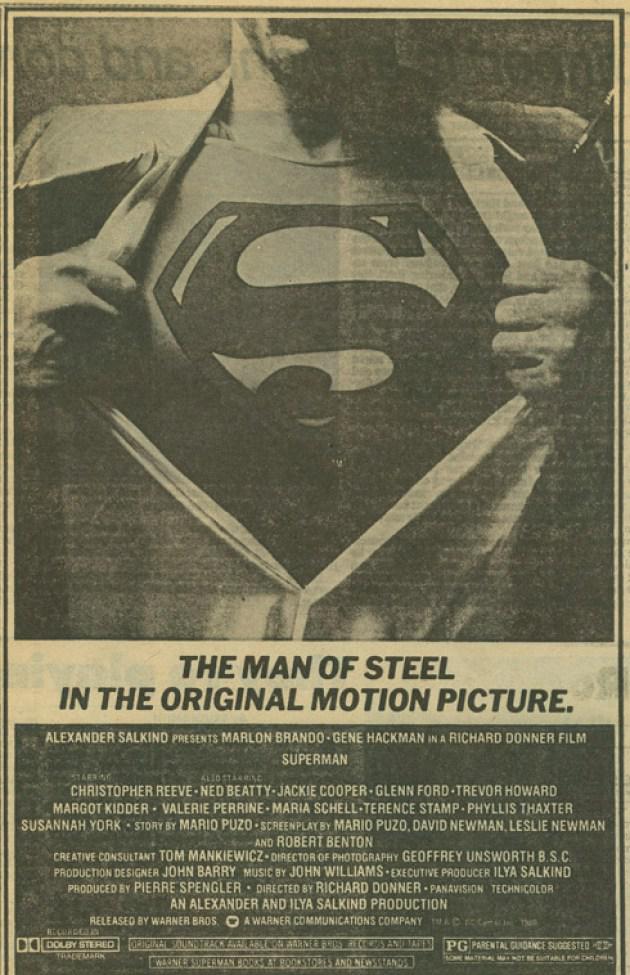 S
THE MAN OF STEEL
IN THE ORIGINAL MOTION PICTURE.
ALEXANDER SALKIND PRESENTS MARLON BRANDO · GENE HACKMAN IN A RICHARD DONNER FILM
SUPERMAN
STARRING ALSO STARRING
CHRISTOPHER REEVE · NED BEATTY · JACKIE COOPER · GLENN FORD · TREVOR HOWARD
MARGOT KIDDER · VALERIE PERRINE · MARIA SCHELL · TERENCE STAMP · PHYLLIS THAXTER
SUSANNAH YORK · STORY BY MARIO PUZO · SCREENPLAY BY MARIO PUZO, DAVID NEWMAN, LESLIE NEWMAN
AND ROBERT BENTON
CREATIVE CONSULTANT TOM MANKIEWICZ · DIRECTOR OF PHOTOGRAPHY GEOFFREY UNSWORTH B.S.C.
PRODUCTION DESIGNER JOHN BARRY MUSIC BY JOHN WILLIAMS · EXECUTIVE PRODUCER ILYA SALKIND
PRODUCED BY PIERRE SPENGLER · DIRECTED BY RICHARD DONNER · PANAVISION TECHNICOLOR
AN ALEXANDER AND ILYA SALKIND PRODUCTION
RELEASED BY WARNER BROS. A WARNER COMMUNICATIONS COMPANY
RECORDED IN
DOLBY STEREO
TRADEMARK
ORIGINAL SOUNDTRACK AVAILABLE ON WARNER BROS. RECORDS AND TAPES
WARNER SUPERMAN BOOKS AT BOOKSTORES AND NEWSSTANDS
PG PARENTAL GUIDANCE SUGGESTED
SOME MATERIAL MAY NOT BE SUITABLE FOR CHILDREN